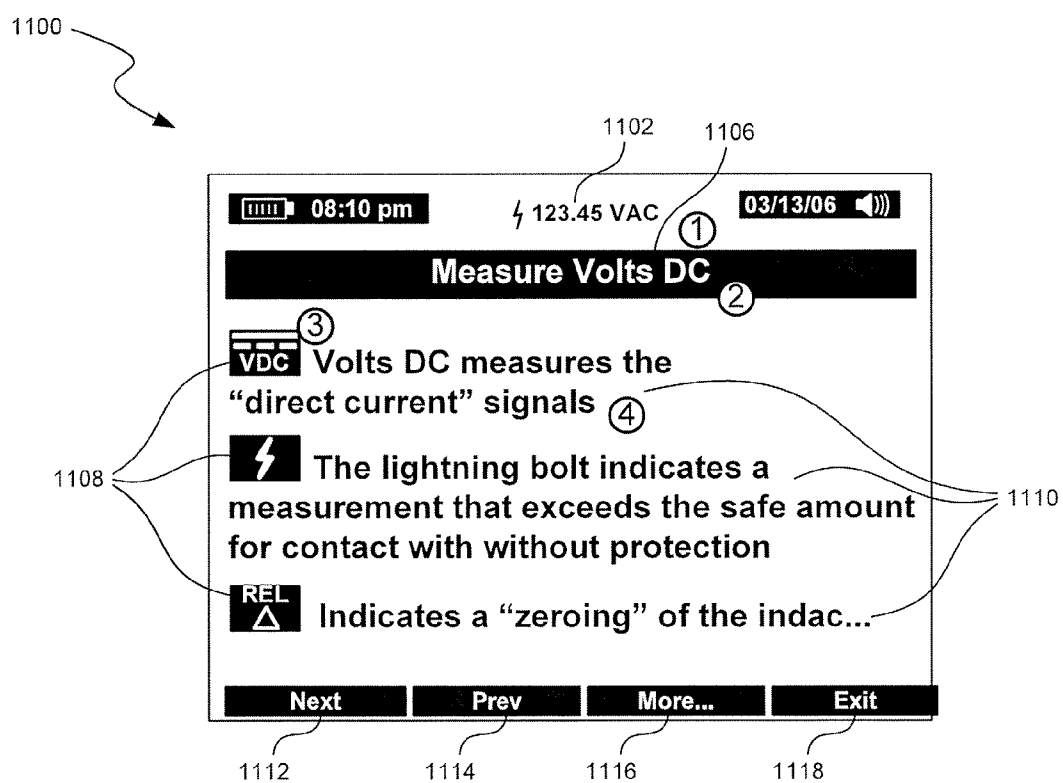 1100
1102 1106
08:10 pm 123.45 VAC 03/13/06
①
Measure Volts DC
②
③
VDC Volts DC measures the
“direct current” signals ④
The lightning bolt indicates a
1108
1110
measurement that exceeds the safe amount
for contact with without protection
REL
Indicates a “zeroing” of the indac...
Next Prev More... Exit
1112 1114 1116 1118